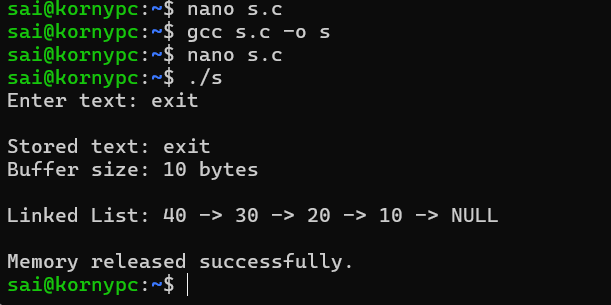 sai@kornypc:~$ nano s.c
sai@kornypc:~$ gcc s.c -o s
sai@kornypc:~$ nano s.c
sai@kornypc:~$ ./s
Enter text: exit

Stored text: exit
Buffer size: 10 bytes

Linked List: 40 -> 30 -> 20 -> 10 -> NULL

Memory released successfully.
sai@kornypc:~$